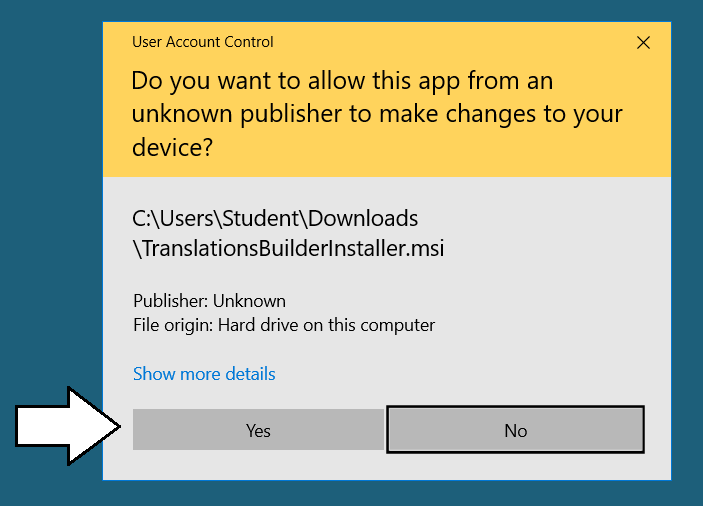 User Account Control
Do you want to allow this app from an
unknown publisher to make changes to your
device?
C:\Users\Student\Downloads
\TranslationsBuilderInstaller.msi
Publisher: Unknown
File origin: Hard drive on this computer
Show more details
Yes
No